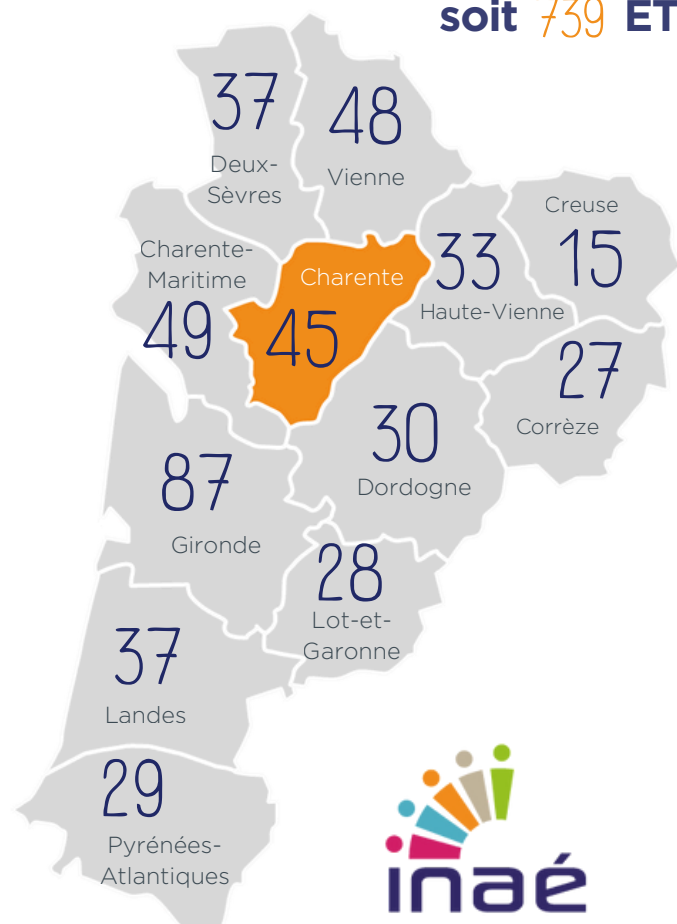 soit 739 ET
37
Deux-
Sèvres
48
Vienne
Creuse
15
Charente-
Maritime
49
Charente
45
33
Haute-Vienne
27
Corrèze
30
Dordogne
87
Gironde
28
Lot-et-
Garonne
37
Landes
29
Pyrénées-
Atlantiques
inaé